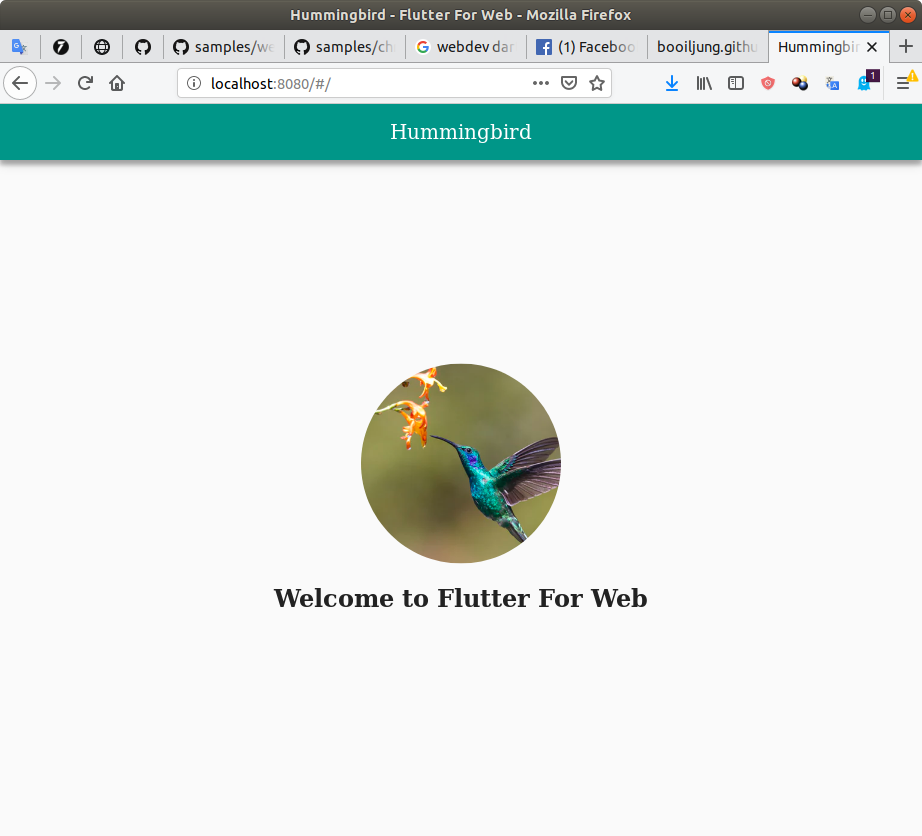 Hummingbird - Flutter For Web - Mozilla Firefox
samples/we
samples/ch
webdev dar
(1) Faceboo
booiljung.githu
Hummingbir
localhost:8080/#/
1
Hummingbird
Welcome to Flutter For Web